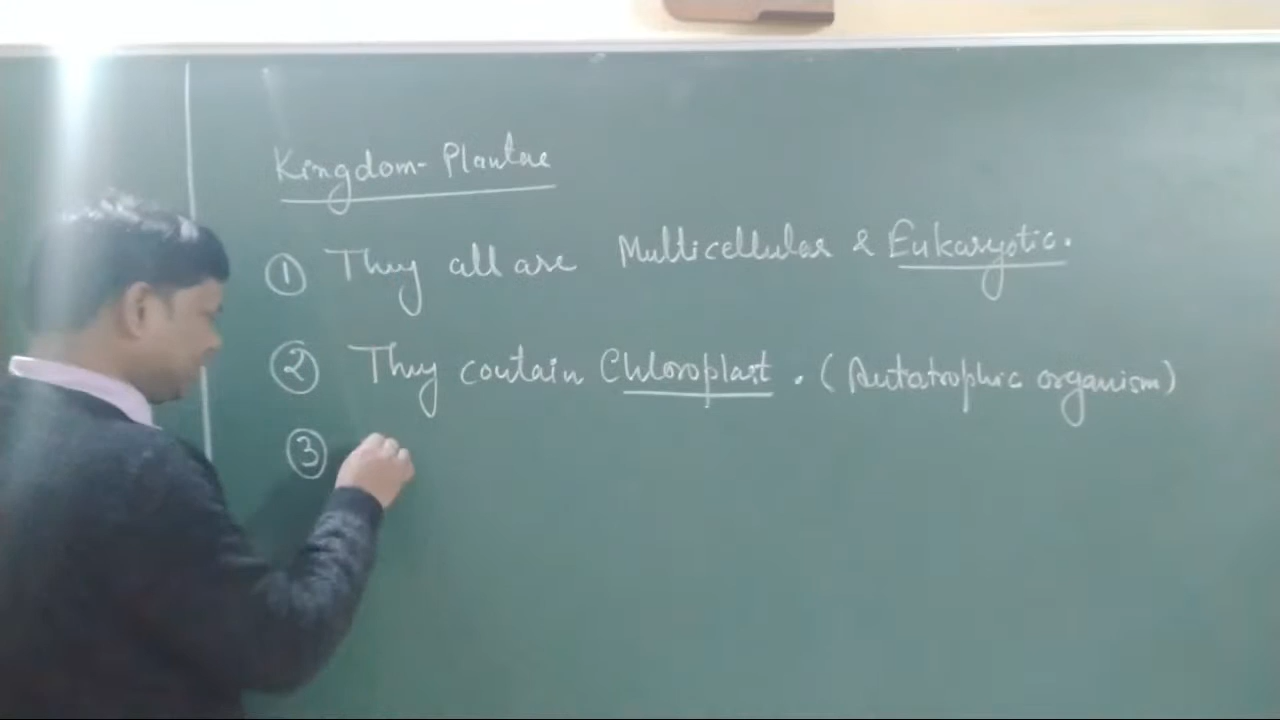 Kingdom- Plantae
① They all are Multicellular & Eukaryotic.
② They contain Chloroplast. (Autotrophic organism)
③